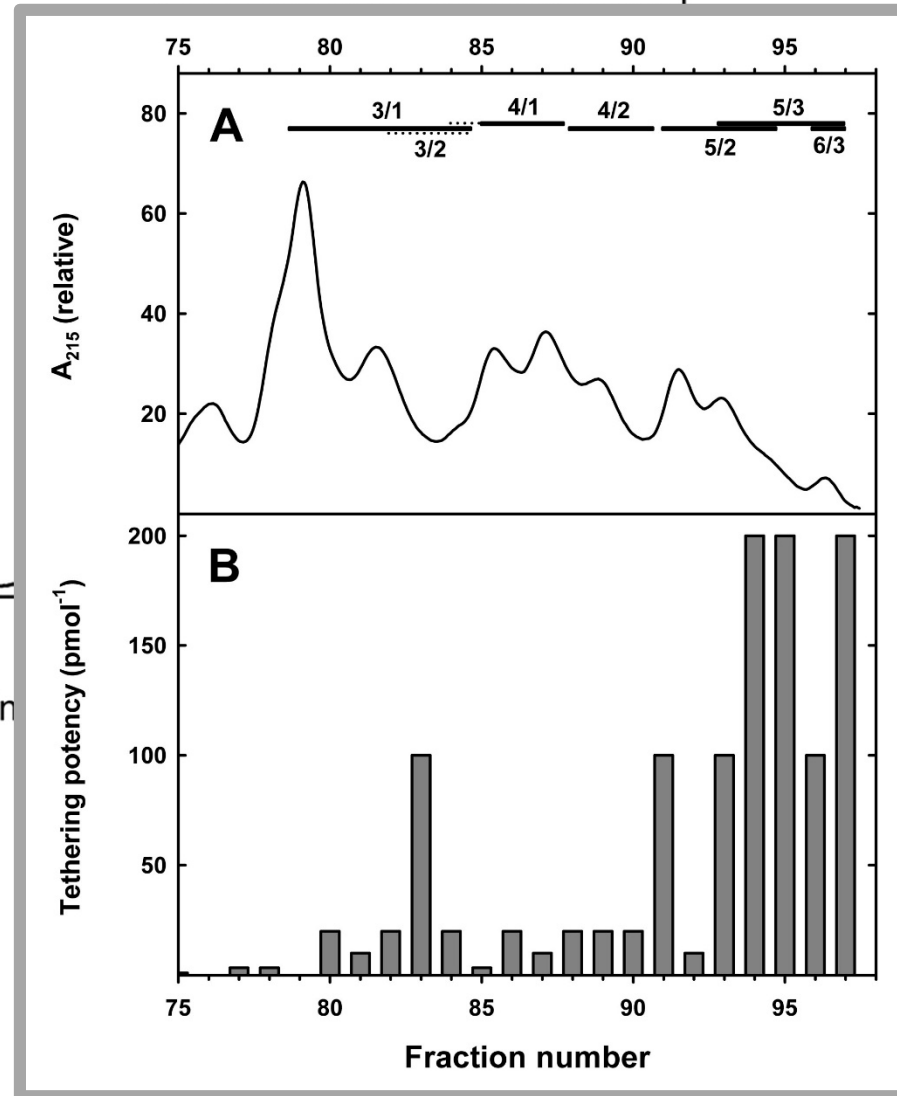 75 80 85 90 95
A
3/1 4/1 4/2 5/3
3/2 5/2 6/3
80
60
40
20
A₂₁₅ (relative)
B
200
150
100
50
Tethering potency (pmol⁻¹)
75 80 85 90 95
Fraction number
n